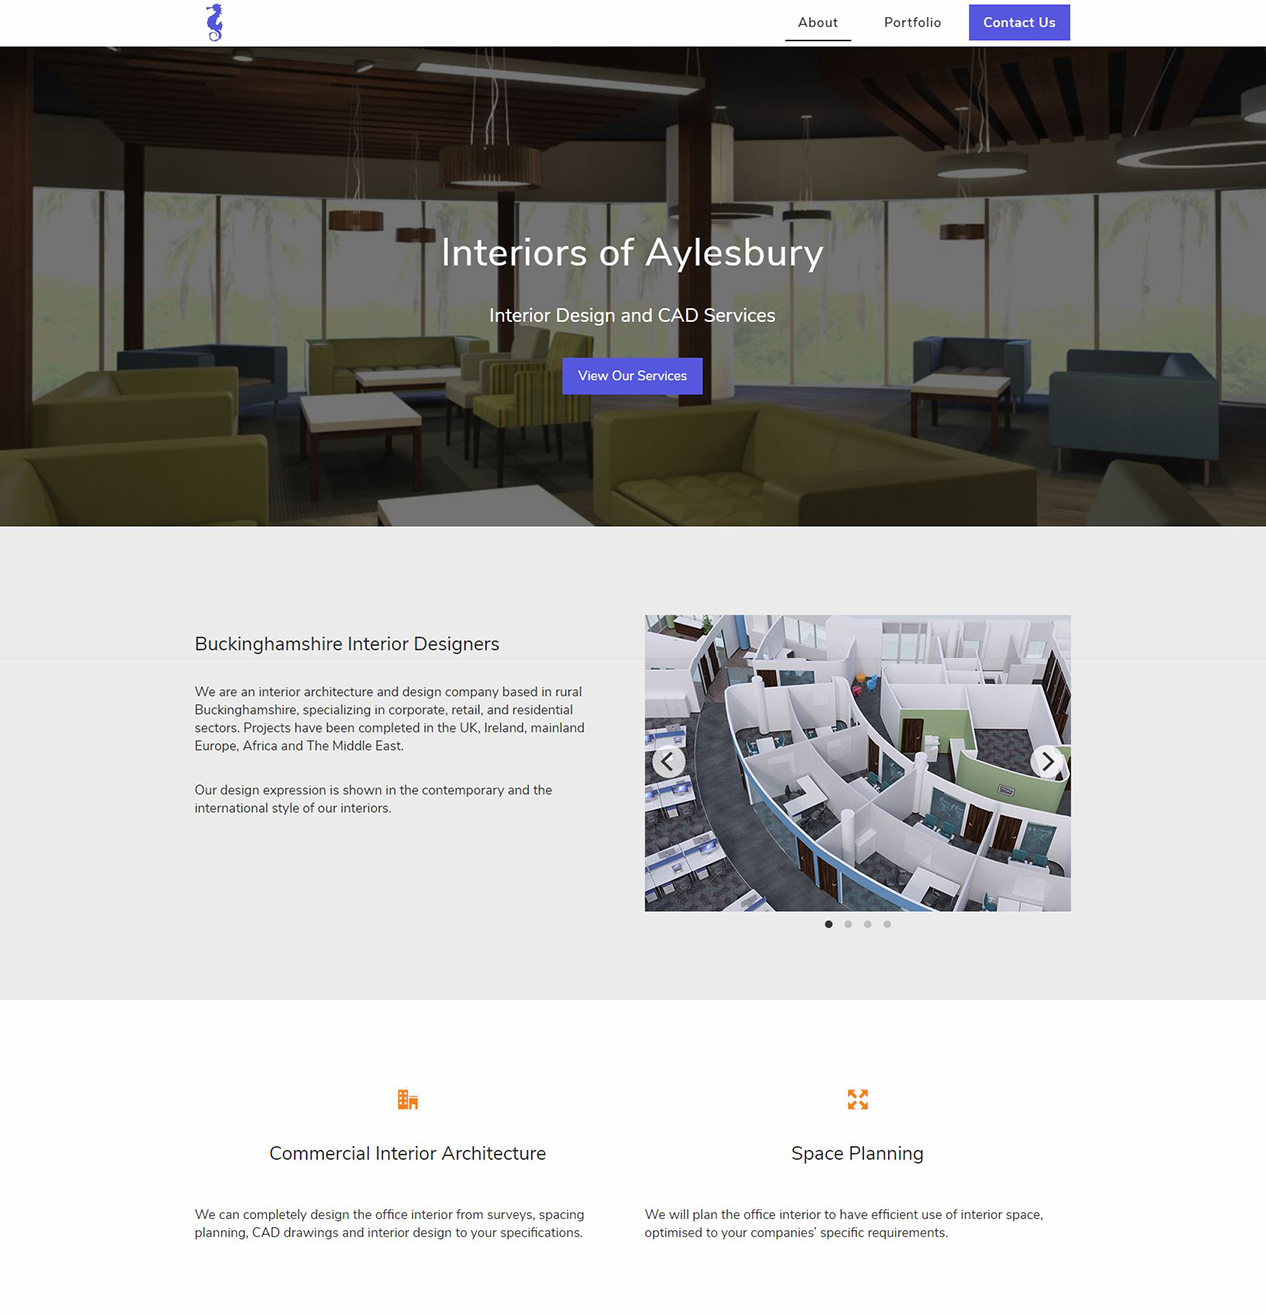 About Portfolio Contact Us
Interiors of Aylesbury
Interior Design and CAD Services
View Our Services
Buckinghamshire Interior Designers
We are an interior architecture and design company based in rural
Buckinghamshire, specializing in corporate, retail, and residential
sectors. Projects have been completed in the UK, Ireland, mainland
Europe, Africa and The Middle East.
Our design expression is shown in the contemporary and the
international style of our interiors.
Commercial Interior Architecture
We can completely design the office interior from surveys, spacing
planning, CAD drawings and interior design to your specifications.
Space Planning
We will plan the office interior to have efficient use of interior space,
optimised to your companies’ specific requirements.